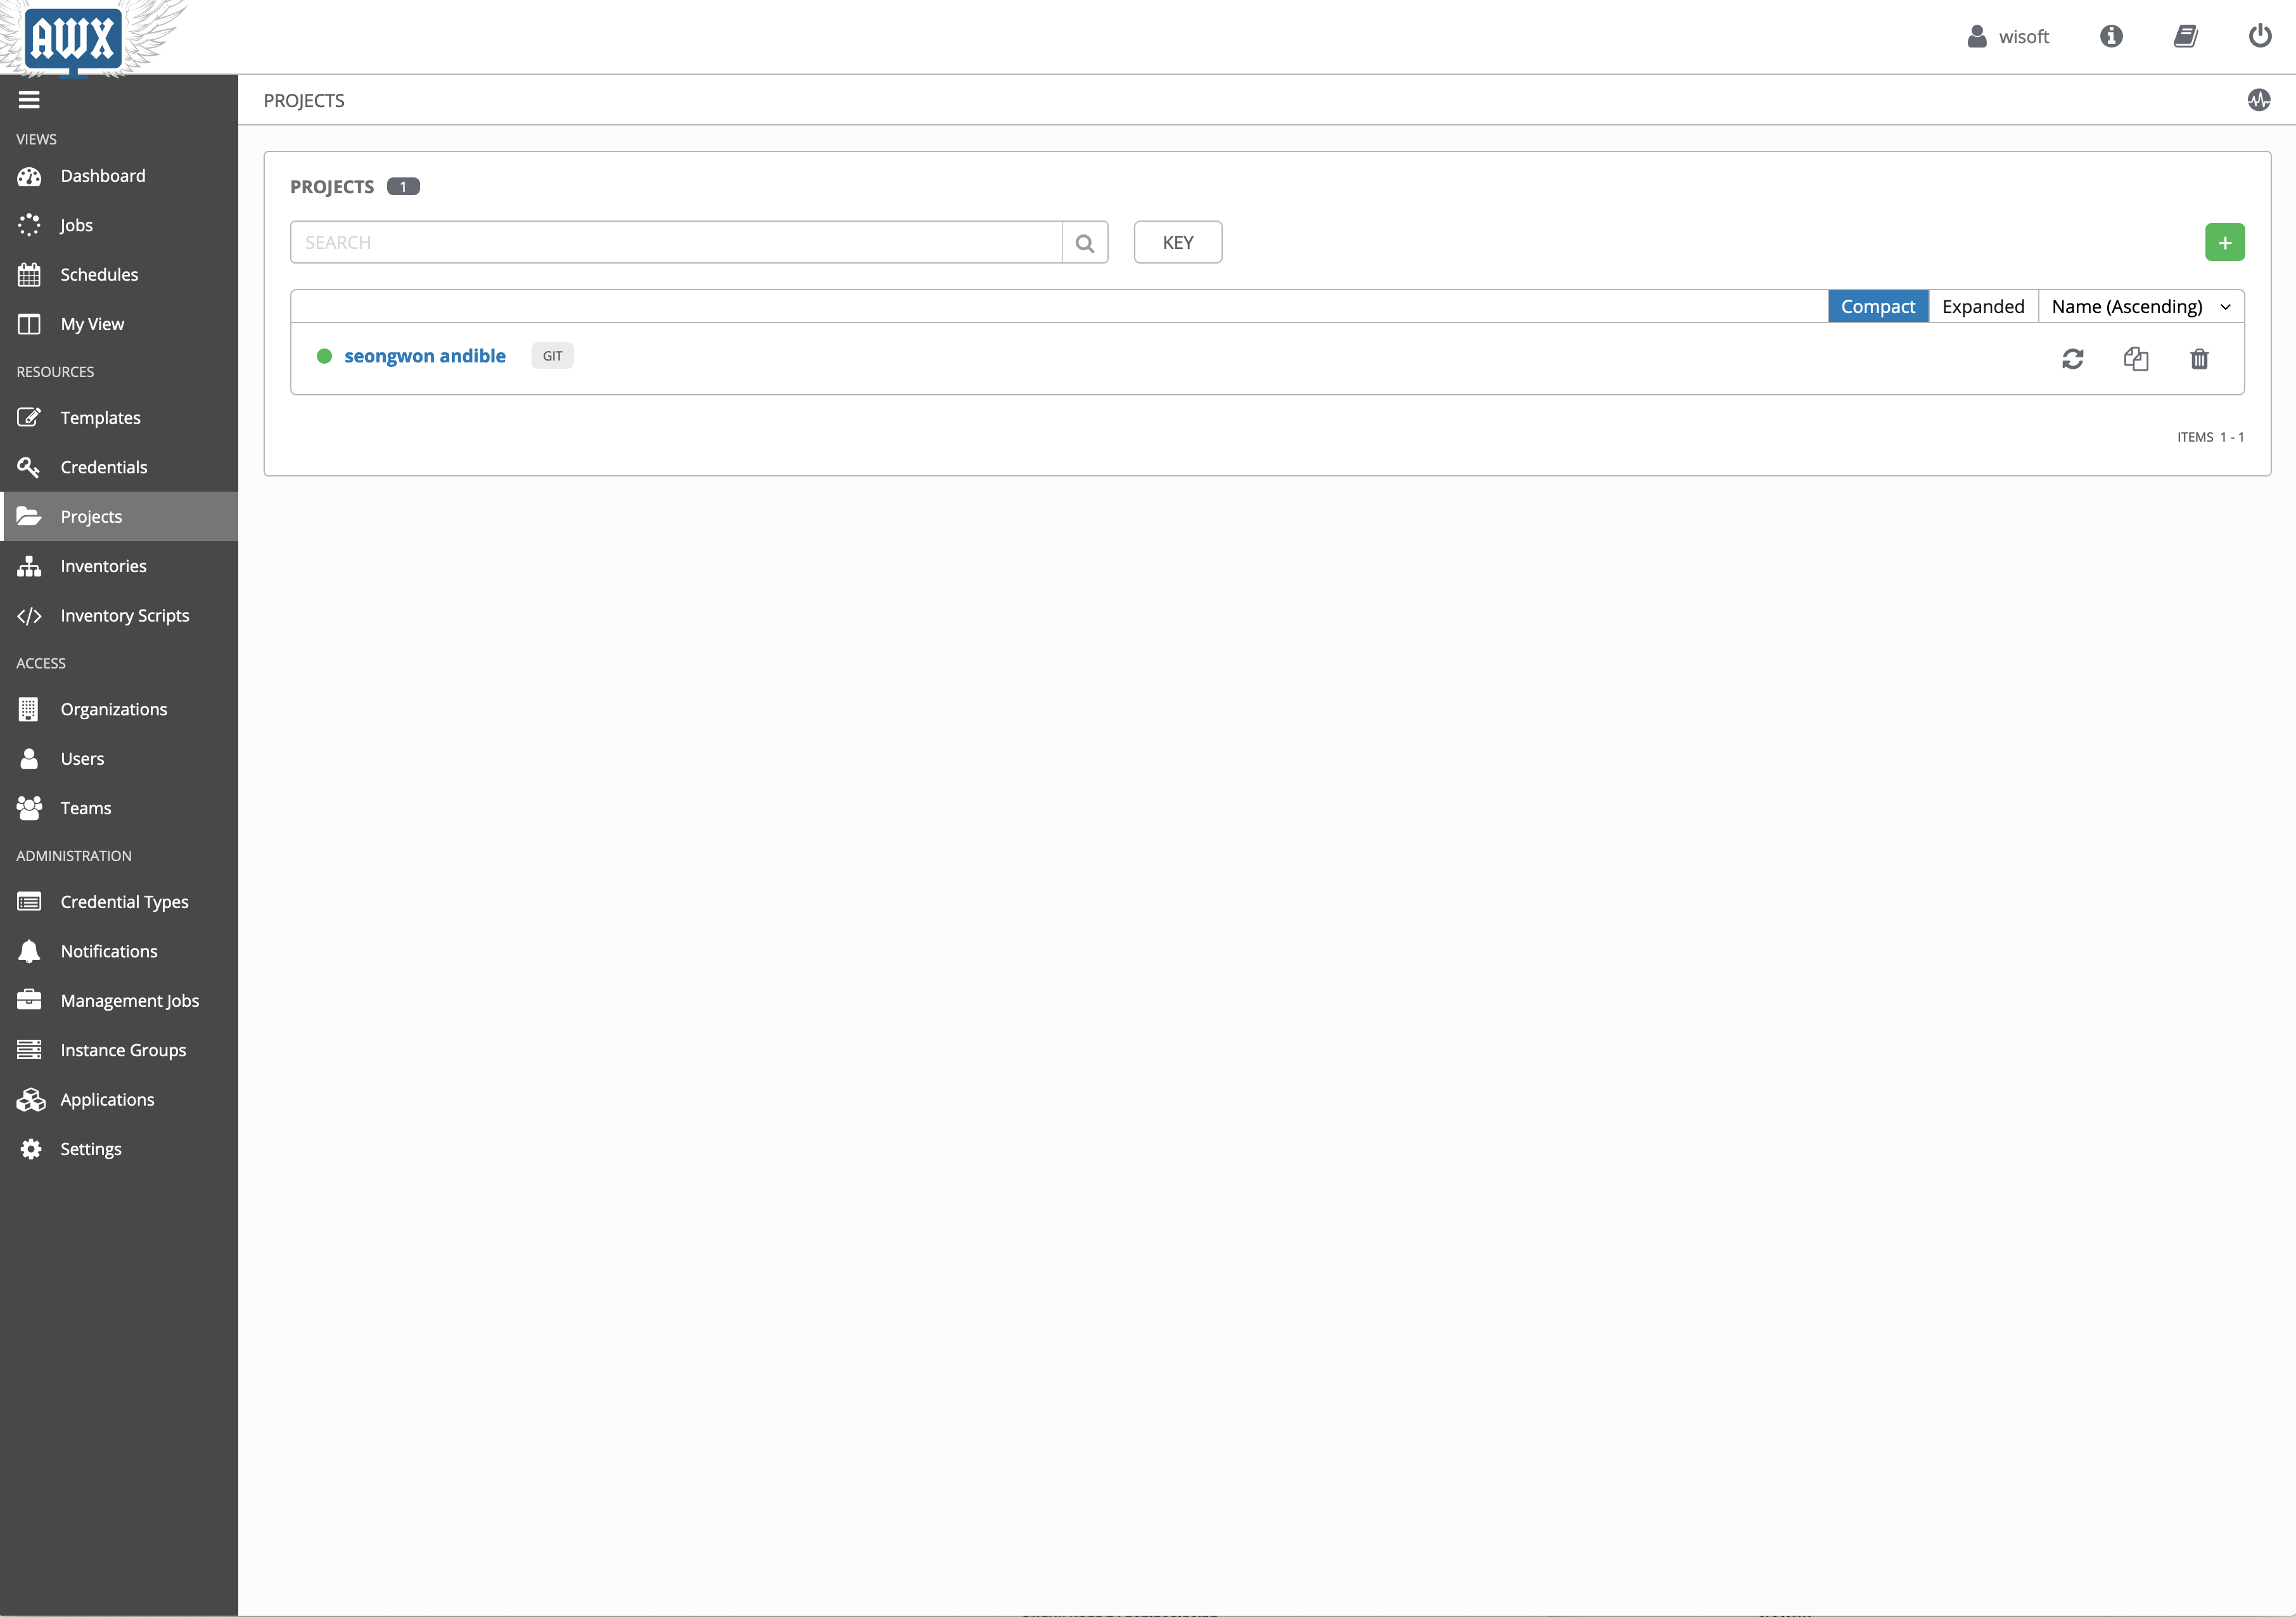 AWX
wisoft
PROJECTS
VIEWS
Dashboard
Jobs
Schedules
My View
RESOURCES
Templates
Credentials
Projects
Inventories
Inventory Scripts
ACCESS
Organizations
Users
Teams
ADMINISTRATION
Credential Types
Notifications
Management Jobs
Instance Groups
Applications
Settings
PROJECTS 1
SEARCH
KEY
+
Compact Expanded Name (Ascending)
seongwon andible GIT
ITEMS 1 - 1